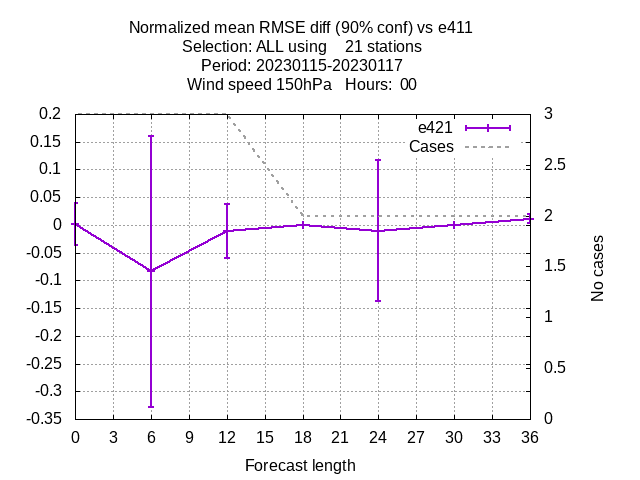 Normalized mean RMSE diff (90% conf) vs e411
Selection: ALL using    21 stations
Period: 20230115-20230117
Wind speed 150hPa   Hours:  00
e421
Cases
0.2
0.15
0.1
0.05
0
-0.05
-0.1
-0.15
-0.2
-0.25
-0.3
-0.35
3
2.5
2
1.5
1
0.5
0
No cases
0 3 6 9 12 15 18 21 24 27 30 33 36
Forecast length